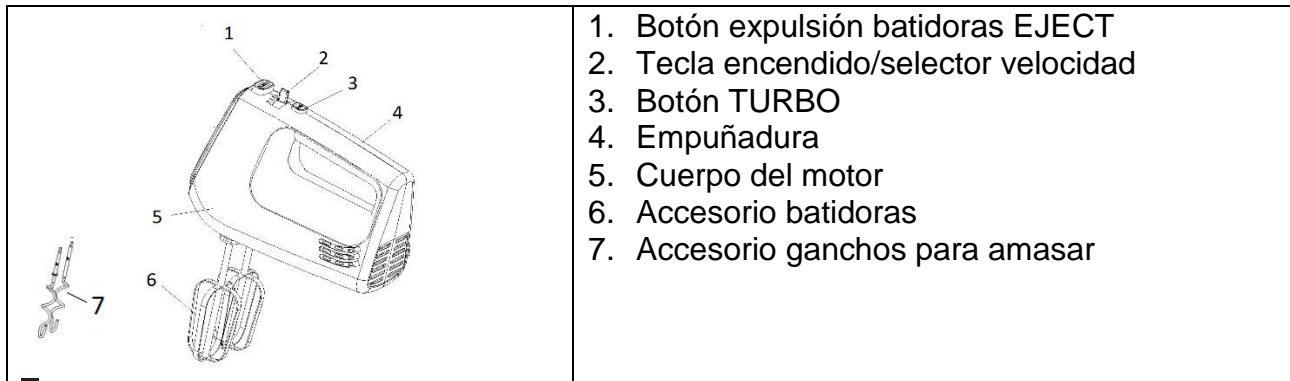 1
2
3
4
5
6
7
1. Botón expulsión batidoras EJECT
2. Tecla encendido/selector velocidad
3. Botón TURBO
4. Empuñadura
5. Cuerpo del motor
6. Accesorio batidoras
7. Accesorio ganchos para amasar